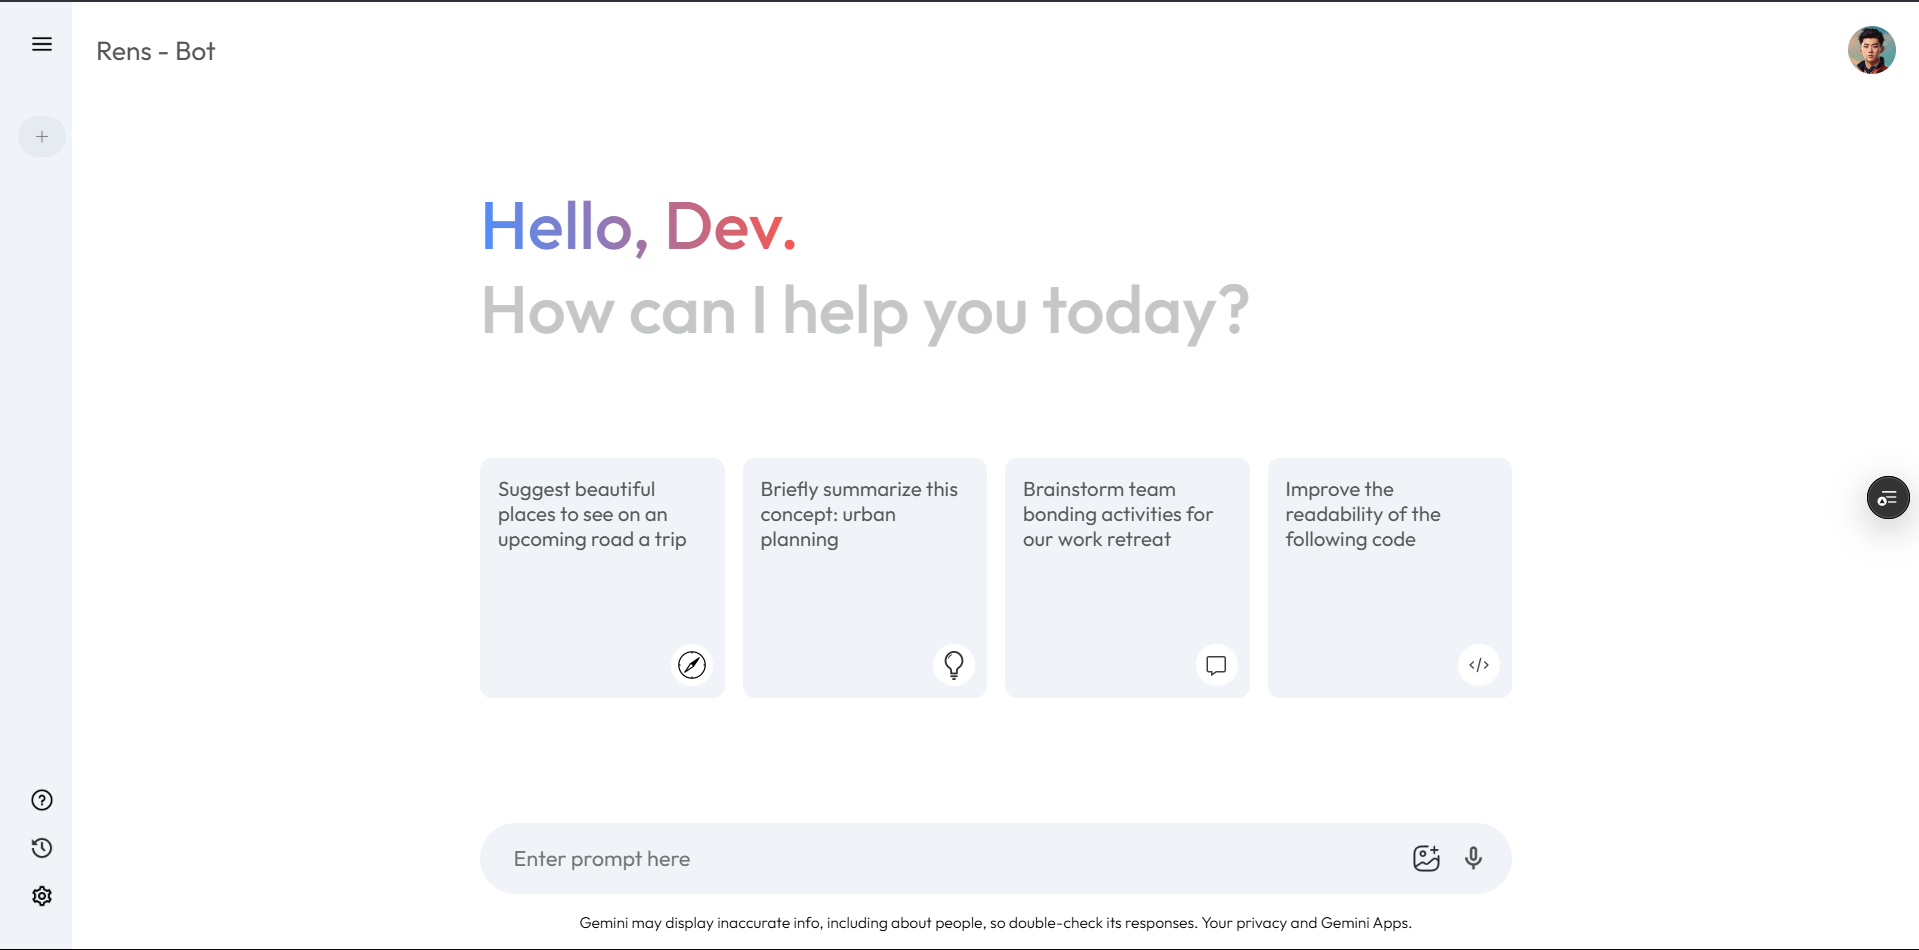 Rens - Bot
Hello, Dev.
How can I help you today?
Suggest beautiful
places to see on an
upcoming road a trip
Briefly summarize this
concept: urban
planning
Brainstorm team
bonding activities for
our work retreat
Improve the
readability of the
following code
Enter prompt here
Gemini may display inaccurate info, including about people, so double-check its responses. Your privacy and Gemini Apps.